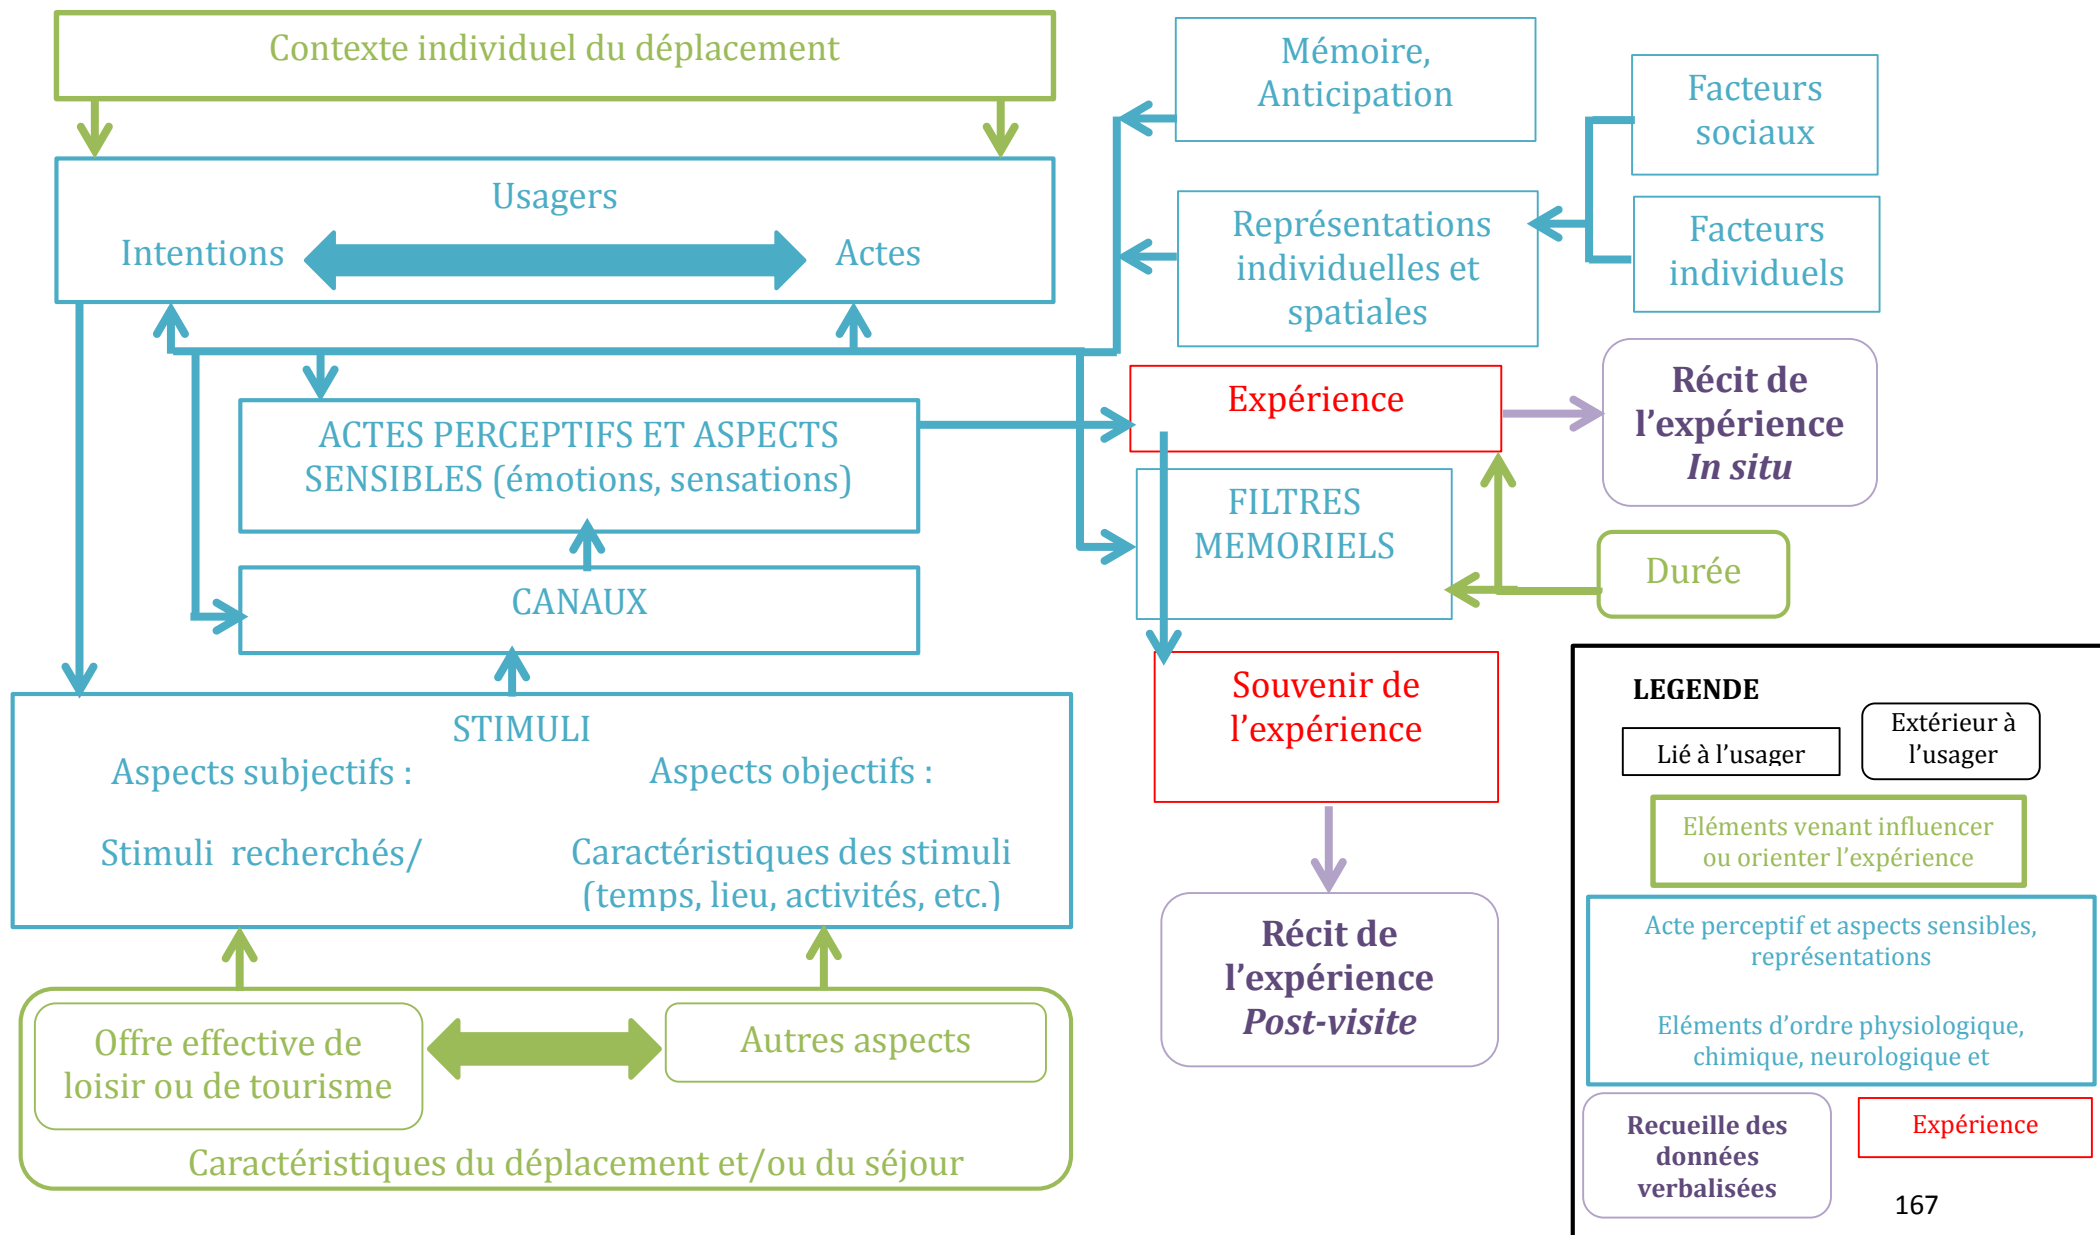 Contexte individuel du déplacement
Usagers
Intentions
Actes
Mémoire,
Anticipation
Représentations
individuelles et
spatiales
Facteurs
sociaux
Facteurs
individuels
ACTES PERCEPTIFS ET ASPECTS
SENSIBLES (émotions, sensations)
CANAUX
STIMULI
Aspects subjectifs :
Stimuli  recherchés/
Aspects objectifs :
Caractéristiques des stimuli
(temps, lieu, activités, etc.)
Offre effective de
loisir ou de tourisme
Autres aspects
Caractéristiques du déplacement et/ou du séjour
Expérience
FILTRES
MEMORIELS
Souvenir de
l’expérience
Récit de
l’expérience
Post-visite
Récit de
l’expérience
In situ
Durée
LEGENDE
Lié à l’usager
Extérieur à
l’usager
Eléments venant influencer
ou orienter l’expérience
Acte perceptif et aspects sensibles,
représentations
Eléments d’ordre physiologique,
chimique, neurologique et
Recueille des
données
verbalisées
Expérience
167